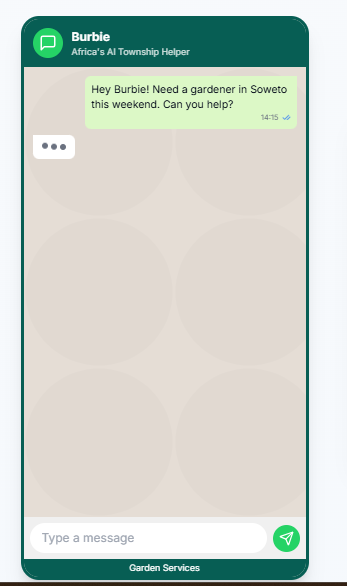 Burbie
Africa's AI Township Helper
Hey Burbie! Need a gardener in Soweto
this weekend. Can you help?
14:15
Type a message
Garden Services